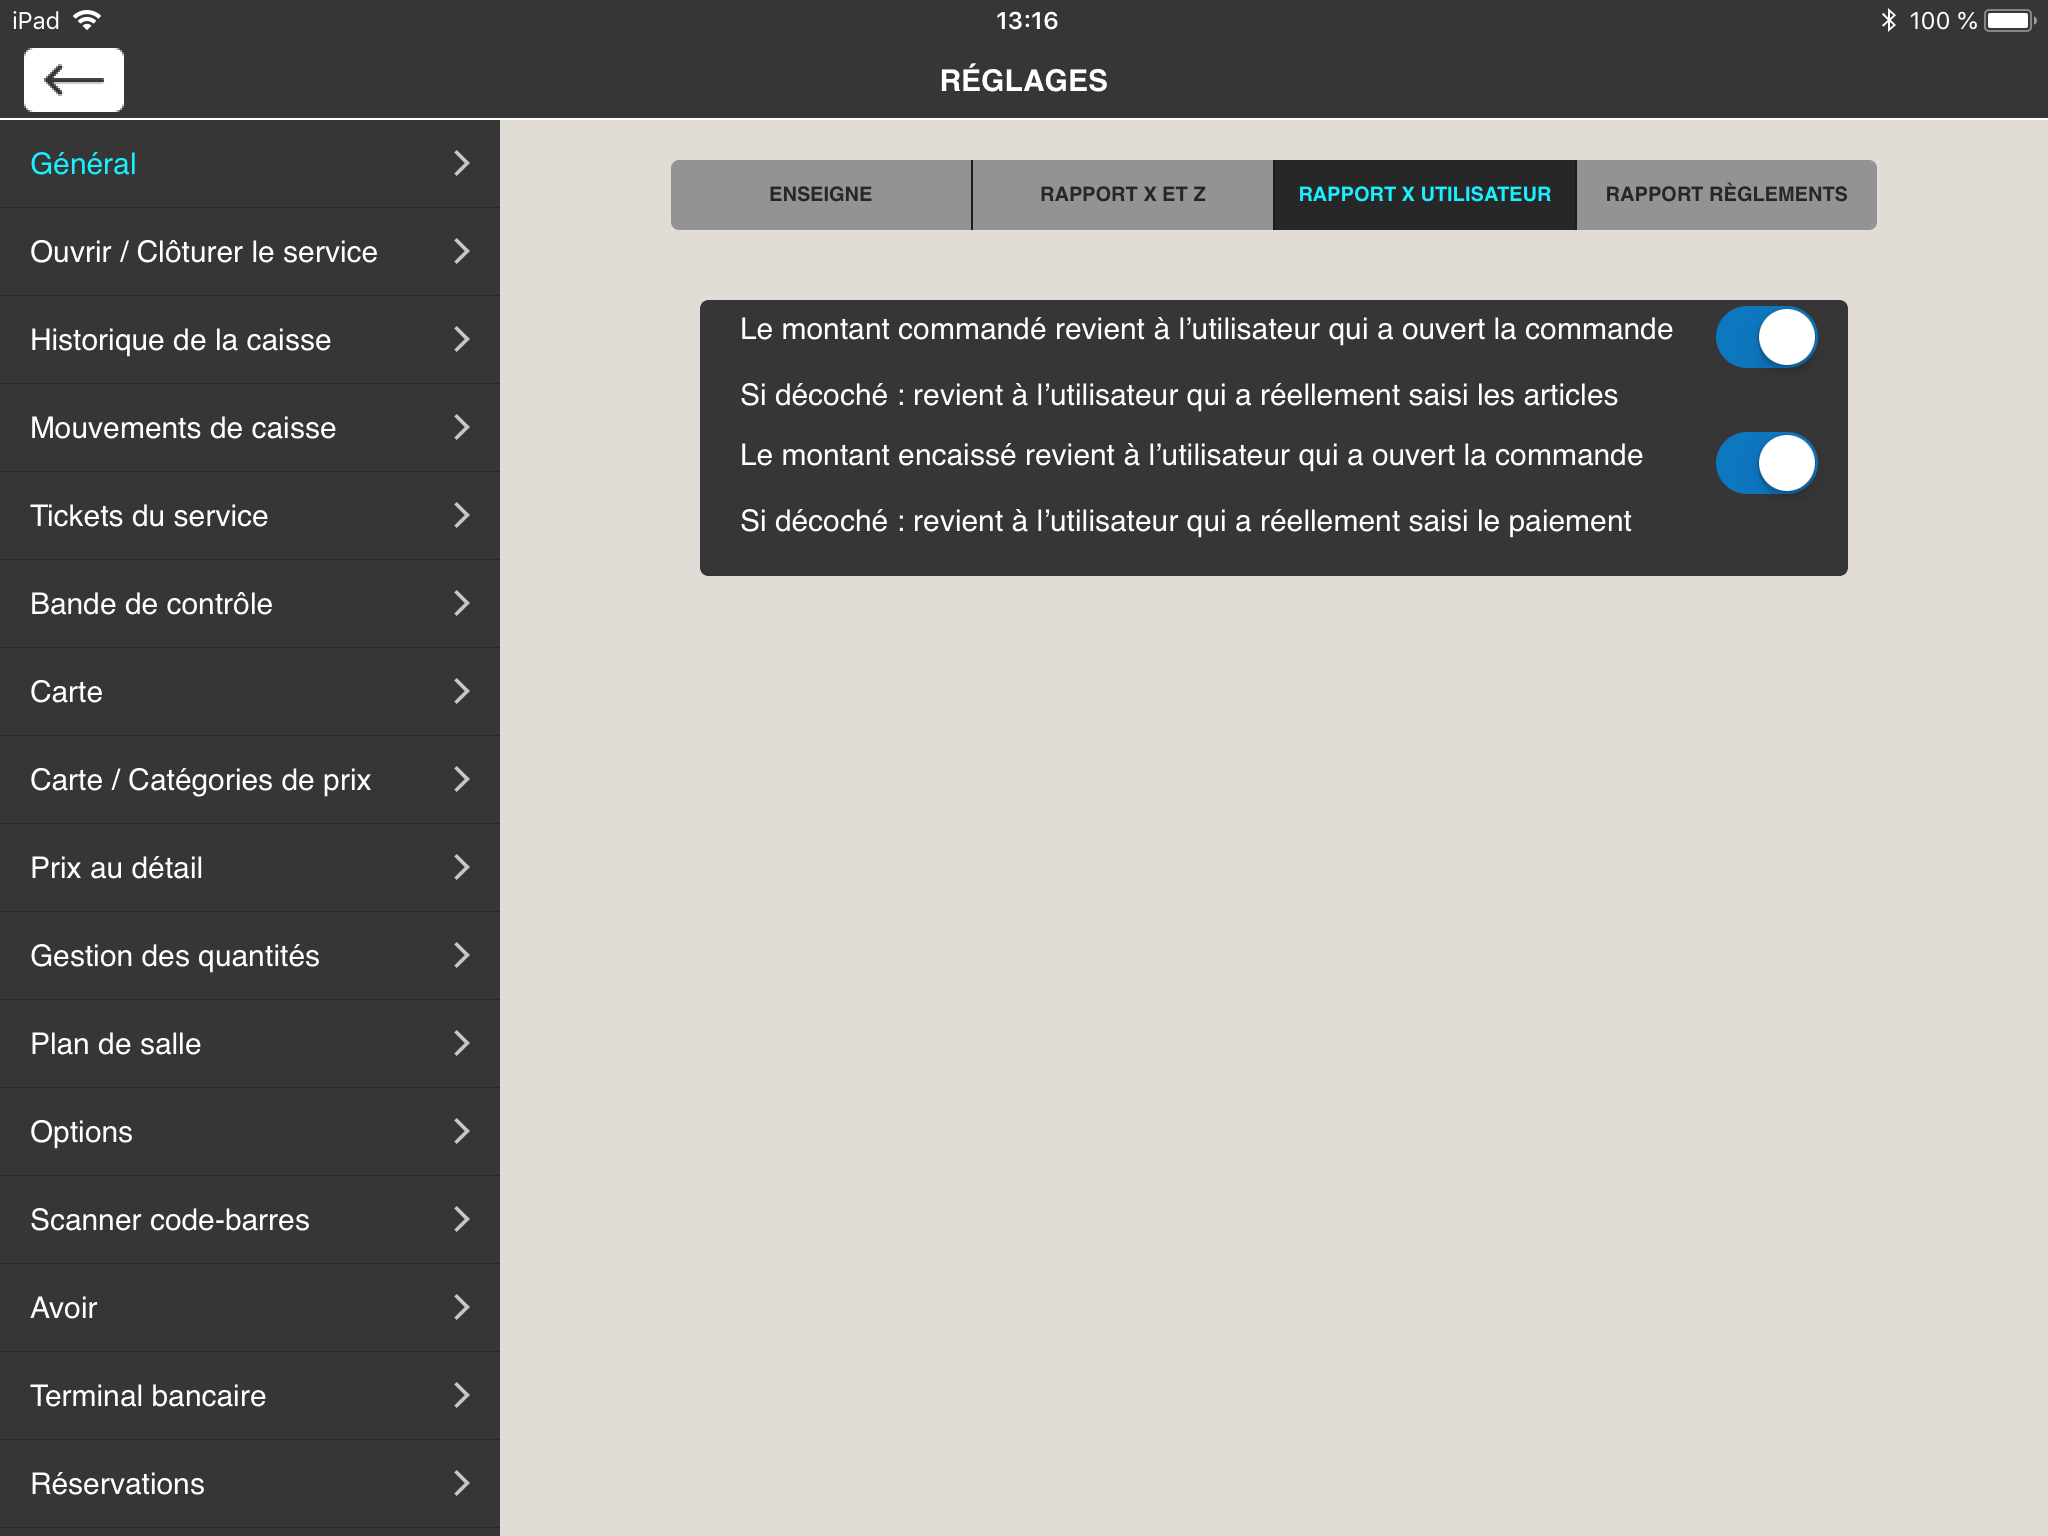 iPad
13:16
100 %
RÉGLAGES
Général
Ouvrir / Clôturer le service
Historique de la caisse
Mouvements de caisse
Tickets du service
Bande de contrôle
Carte
Carte / Catégories de prix
Prix au détail
Gestion des quantités
Plan de salle
Options
Scanner code-barres
Avoir
Terminal bancaire
Réservations
ENSEIGNE
RAPPORT X ET Z
RAPPORT X UTILISATEUR
RAPPORT RÈGLEMENTS
Le montant commandé revient à l’utilisateur qui a ouvert la commande
Si décoché : revient à l’utilisateur qui a réellement saisi les articles
Le montant encaissé revient à l’utilisateur qui a ouvert la commande
Si décoché : revient à l’utilisateur qui a réellement saisi le paiement